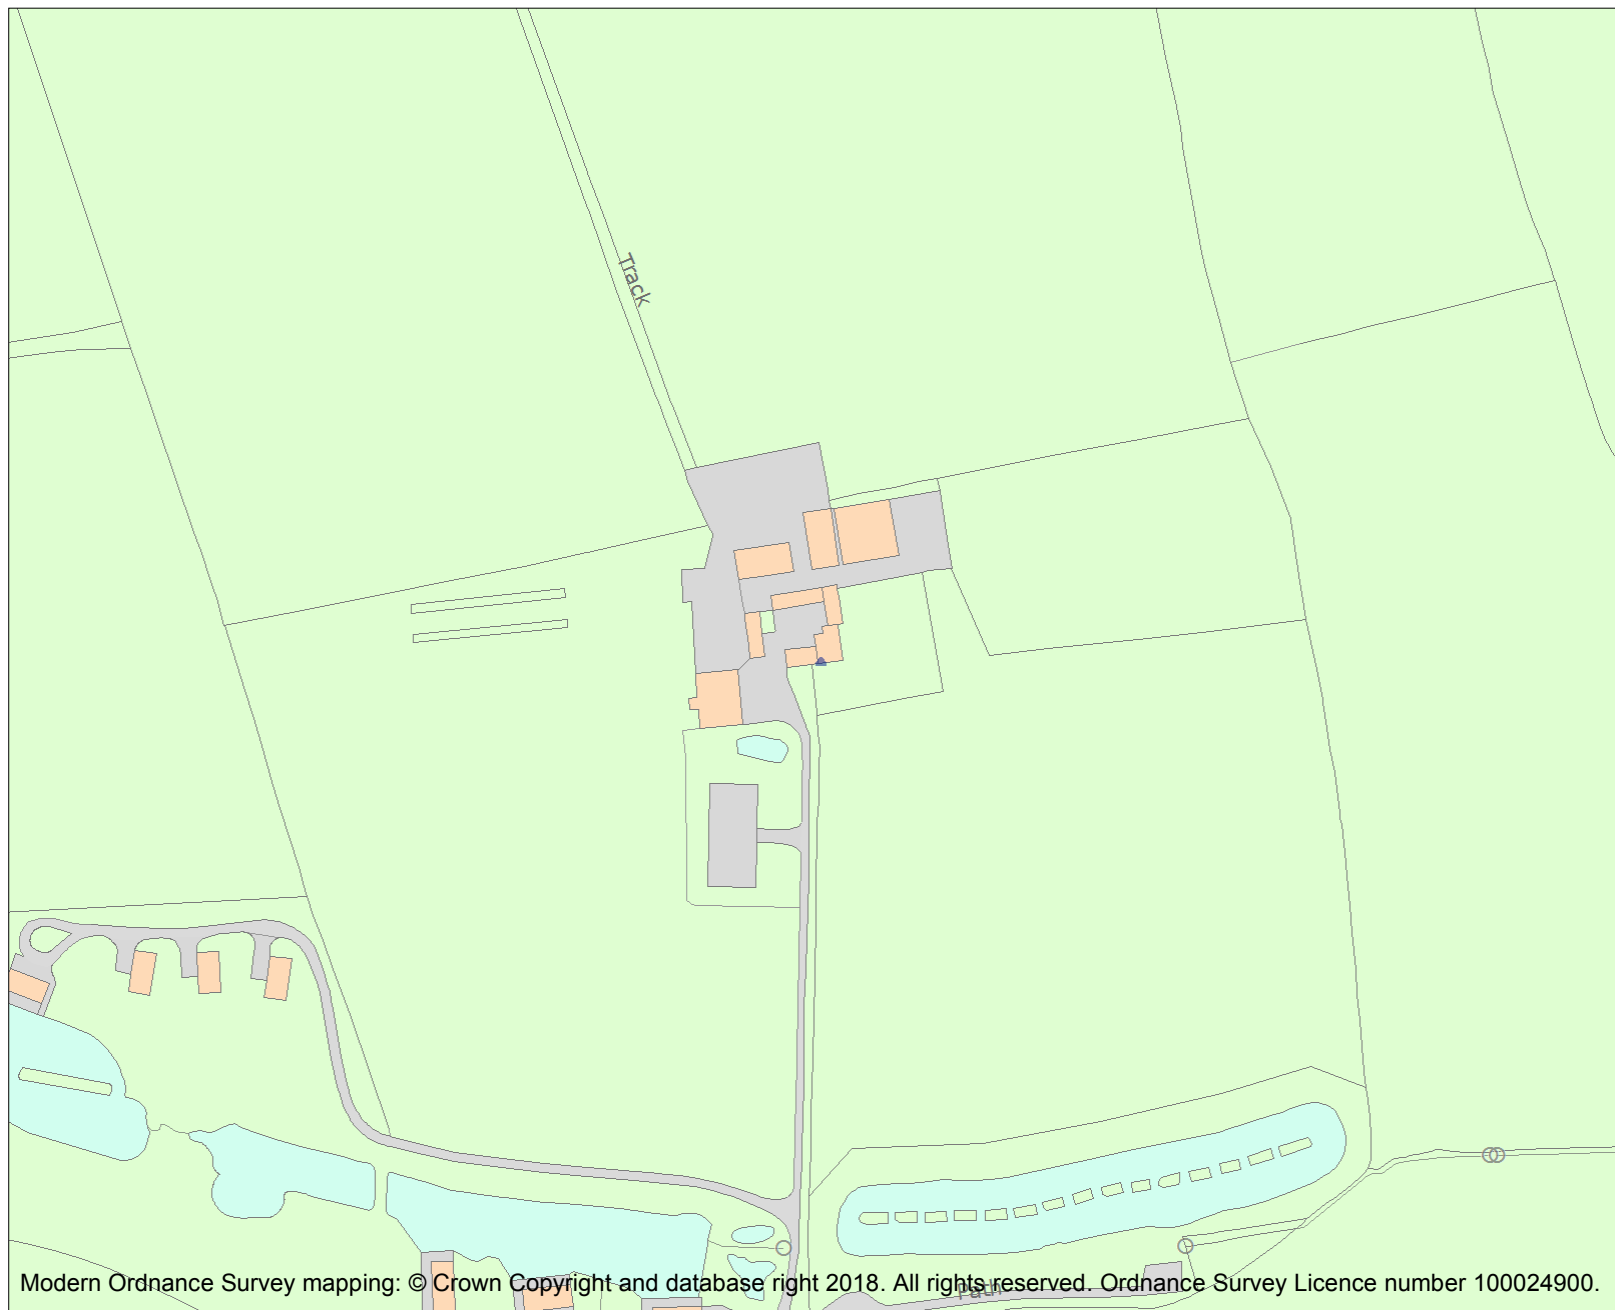 Track
Path
Modern Ordnance Survey mapping: © Crown Copyright and database right 2018. All rights reserved. Ordnance Survey Licence number 100024900.